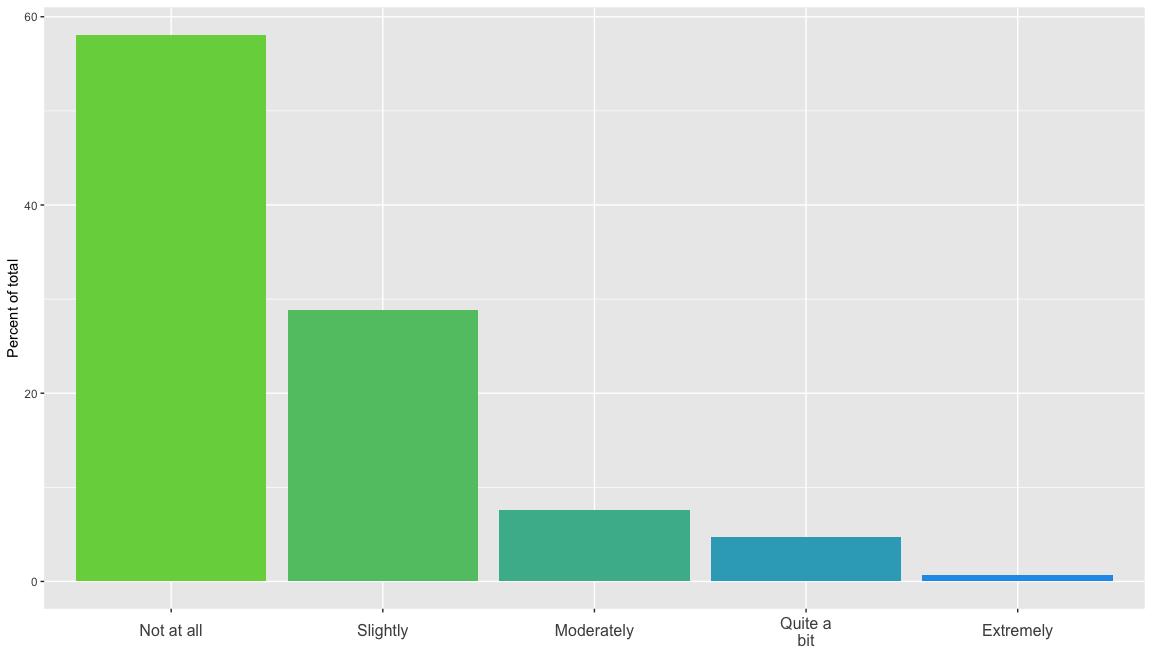 60
40
20
0
Percent of total
Not at all
Slightly
Moderately
Quite a
bit
Extremely